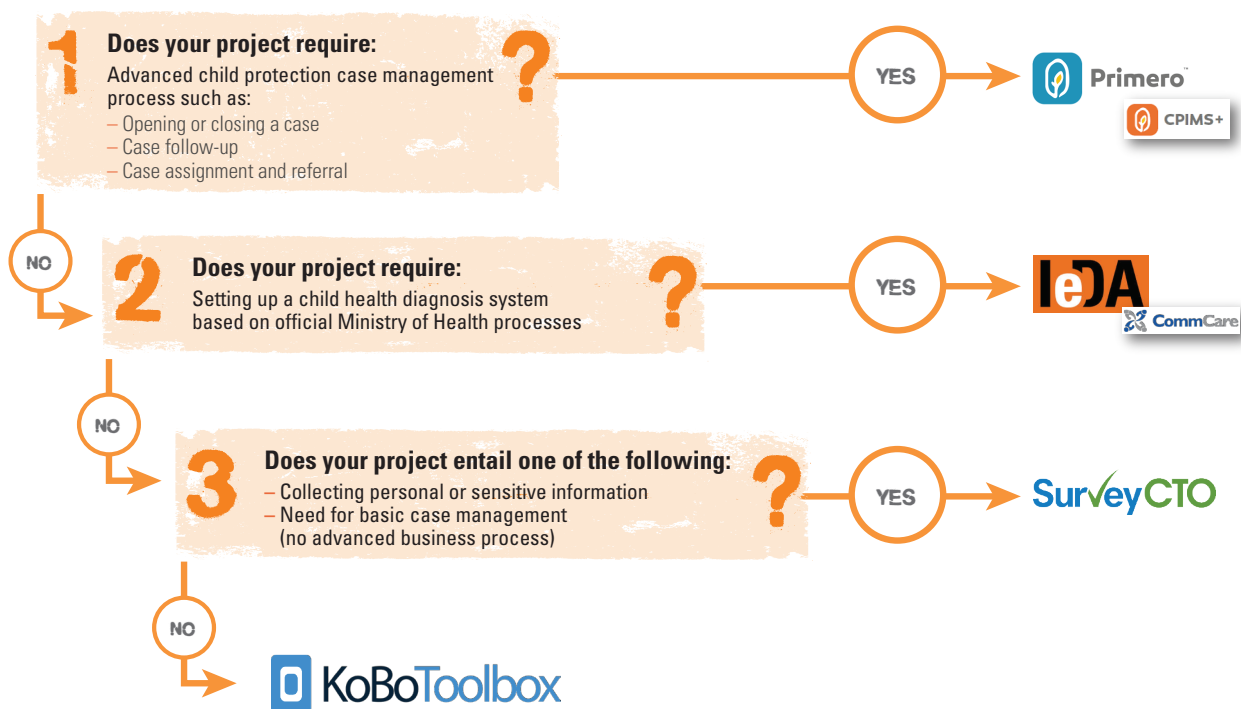 1
Does your project require:
Advanced child protection case management
process such as:
– Opening or closing a case
– Case follow-up
– Case assignment and referral
?
YES
Primero™
CPIMS+
NO
2
Does your project require:
Setting up a child health diagnosis system
based on official Ministry of Health processes
?
YES
IeDA
CommCare
NO
3
Does your project entail one of the following:
– Collecting personal or sensitive information
– Need for basic case management
(no advanced business process)
?
YES
SurveyCTO
NO
KoBoToolbox